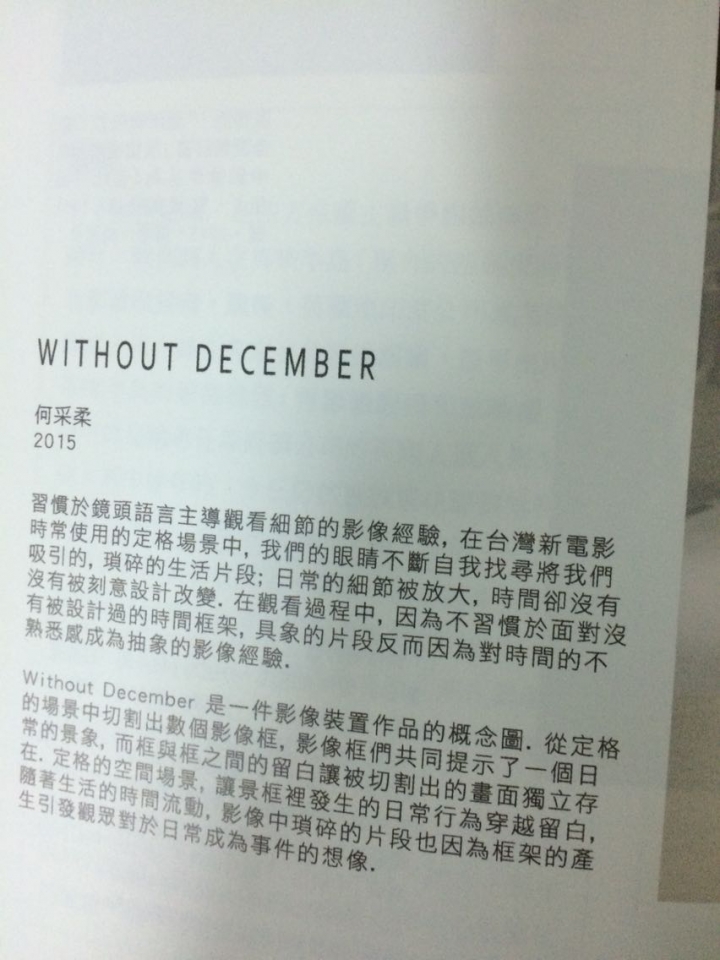 WITHOUT DECEMBER
何采柔
2015
習慣於鏡頭語言主導觀看細節的影像經驗, 在台灣新電影
時常使用的定格場景中, 我們的眼睛不斷自我找尋將我們
吸引的, 瑣碎的生活片段; 日常的細節被放大, 時間卻沒有
沒有被刻意設計改變. 在觀看過程中, 因為不習慣於面對沒
有被設計過的時間框架, 具象的片段反而因為對時間的不
熟悉感成為抽象的影像經驗.
Without December 是一件影像裝置作品的概念圖. 從定格
的場景中切割出數個影像框, 影像框們共同提示了一個日
常的景象, 而框與框之間的留白讓被切割出的畫面獨立存
在. 定格的空間場景, 讓景框裡發生的日常行為穿越留白,
隨著生活的時間流動, 影像中瑣碎的片段也因為框架的產
生引發觀眾對於日常成為事件的想像.